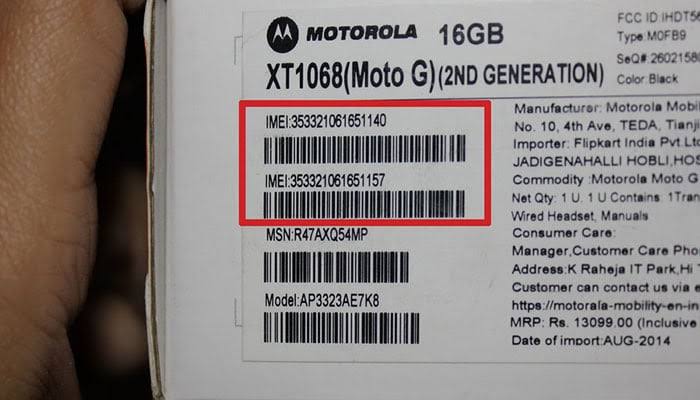 MOTOROLA 16GB
XT1068(Moto G)(2ND GENERATION)
IMEI:353321061651140
IMEI:353321061651157
MSN:R47AXQ54MP
Model:AP3323AE7K8
FCC ID:IHDT56
Type:M0FB9
SeQ#:2602158
Color:Black
Manufacturer: Motorola Mobil
No. 10, 4th Ave, TEDA, Tianji
Importer: Flipkart India Pvt.Ltd
JADIGENAHALLI HOBLI,HOS
Commodity :Motorola Moto G
Net Qty: 1 U. 1 U Contains :1Tran
Wired Headset, Manuals
Consumer Care:
Manager,Customer Care Pho
Address:K Raheja IT Park,Hi
Customer can contact us via e
https://motorala-mobility-en-in
MRP: Rs. 13099.00 (Inclusive
Date of import:AUG-2014